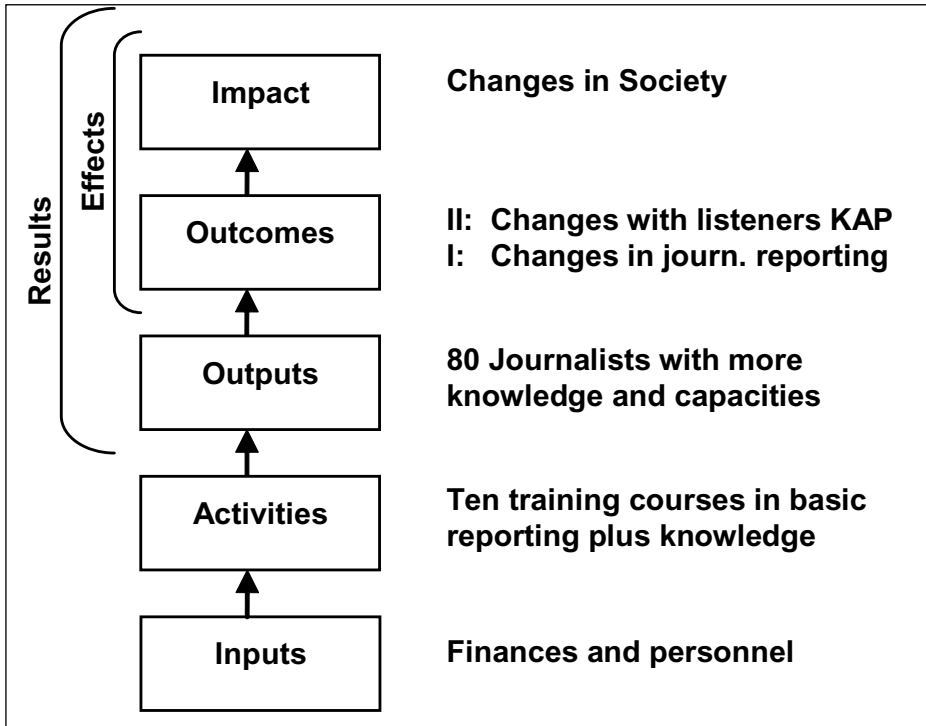 Results
Effects
Impact
Changes in Society
Outcomes
II: Changes with listeners KAP
I: Changes in journ. reporting
Outputs
80 Journalists with more
knowledge and capacities
Activities
Ten training courses in basic
reporting plus knowledge
Inputs
Finances and personnel